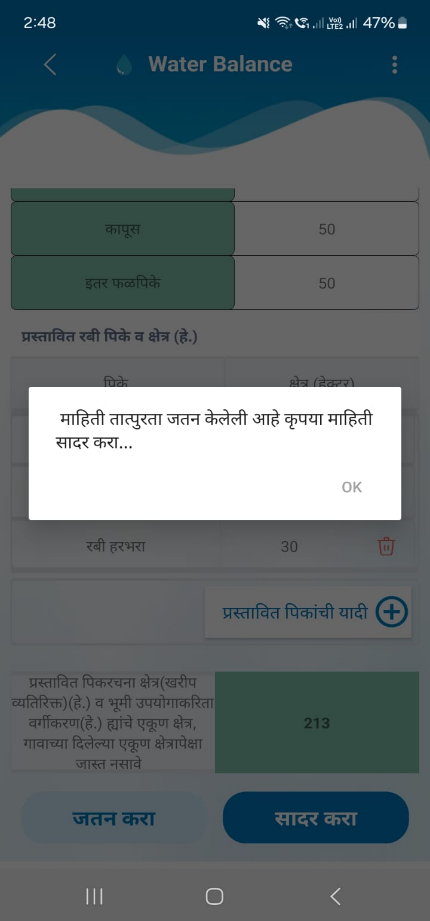 2:48
Vo)) LTE2 47%
Water Balance
कापूस 50
इतर फळपिके 50
प्रस्तावित रबी पिके व क्षेत्र (हे.)
पिके क्षेत्र (हेक्टर)
माहिती तात्पुरता जतन केलेली आहे कृपया माहिती
सादर करा...
OK
रबी हरभरा 30
प्रस्तावित पिकांची यादी
प्रस्तावित पिकरचना क्षेत्र(खरीप
व्यतिरिक्त)(हे.) व भूमी उपयोगाकरिता
वर्गीकरण(हे.) ह्यांचे एकूण क्षेत्र,
गावाच्या दिलेल्या एकूण क्षेत्रापेक्षा
जास्त नसावे
213
जतन करा सादर करा